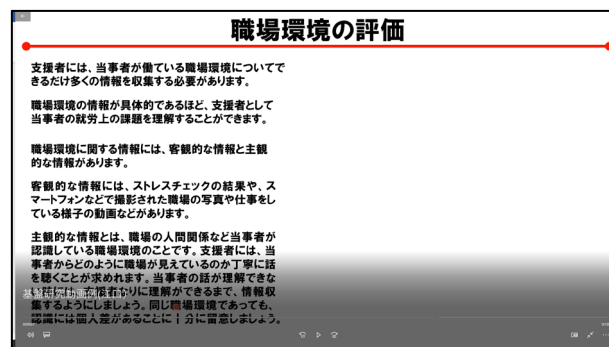 職場環境の評価
支援者には、当事者が働いている職場環境についてで
きるだけ多くの情報を収集する必要があります。
職場環境の情報が具体的であるほど、支援者として
当事者の就労上の課題を理解することができます。
職場環境に関する情報には、客観的な情報と主観
的な情報があります。
客観的な情報には、ストレスチェックの結果や、ス
マートフォンなどで撮影された職場の写真や仕事をし
ている様子の動画などがあります。
主観的な情報とは、職場の人間関係など当事者が
認識している職場環境のことです。支援者には、当
事者からどのように職場が見えているのか丁寧に話
を聴くことが求められます。当事者の話が理解できな
りに理解ができるまで、情報収
集するようにしましょう。同じ職場環境であっても、
認識には個人差があることに十分に留意しましょう。